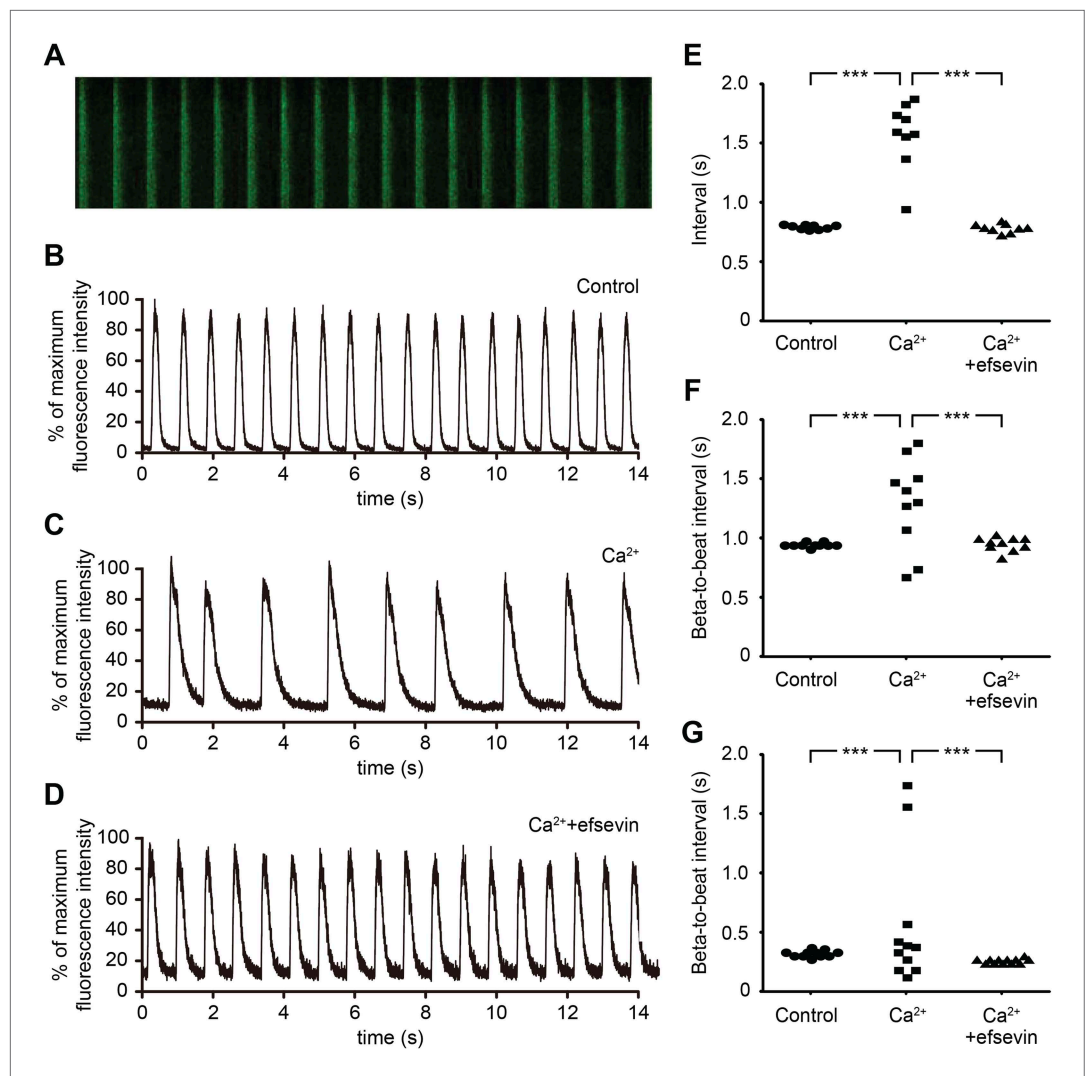 A
B
Control
% of maximum
fluorescence intensity
100
80
60
40
20
0
0 2 4 6 8 10 12 14
time (s)
C
Ca²⁺
% of maximum
fluorescence intensity
100
80
60
40
20
0
0 2 4 6 8 10 12 14
time (s)
D
Ca²⁺+efsevin
% of maximum
fluorescence intensity
100
80
60
40
20
0
0 2 4 6 8 10 12 14
time (s)
E
*** ***
Interval (s)
2.0
1.5
1.0
0.5
0
Control Ca²⁺ Ca²⁺
+efsevin
F
*** ***
Beta-to-beat interval (s)
2.0
1.5
1.0
0.5
0
Control Ca²⁺ Ca²⁺
+efsevin
G
*** ***
Beta-to-beat interval (s)
2.0
1.5
1.0
0.5
0
Control Ca²⁺ Ca²⁺
+efsevin